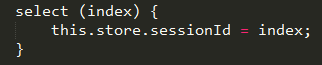 select (index) {
    this.store.sessionId = index;
}